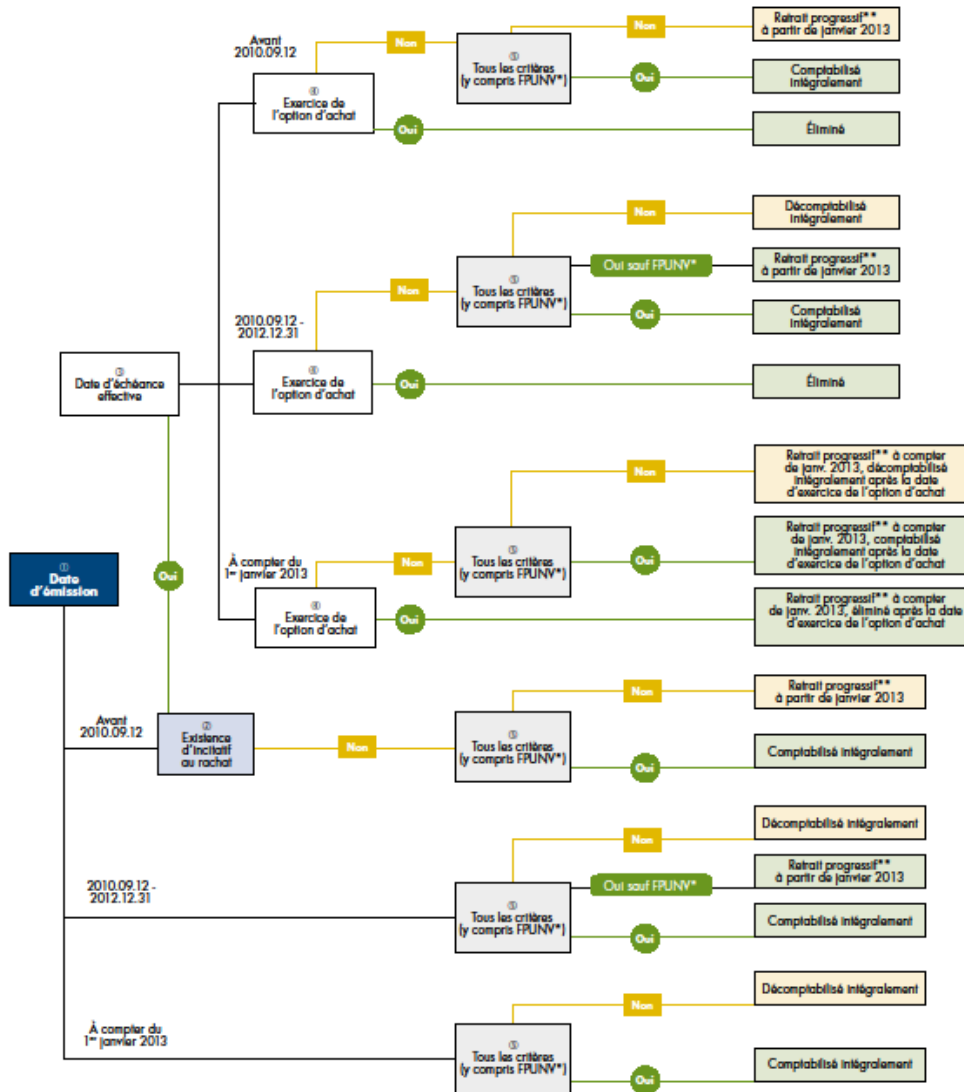 Avant
2010.09.12
Non
Non
Retrait progressif**
à partir de janvier 2013
⑤
Tous les critères
(y compris FPUNV*)
Oui
Comptabilisé
intégralement
④
Exercice de
l'option d'achat
Oui
Éliminé
Non
Décomptabilisé
intégralement
⑤
Tous les critères
(y compris FPUNV*)
Oui sauf FPUNV*
Retrait progressif**
à partir de janvier 2013
Non
Oui
Comptabilisé
intégralement
2010.09.12 -
2012.12.31
③
Date d'échéance
effective
④
Exercice de
l'option d'achat
Oui
Éliminé
Non
Retrait progressif** à compter
de janv. 2013, décomptabilisé
intégralement après la date
d'exercice de l'option d'achat
⑤
Tous les critères
(y compris FPUNV*)
Oui
Retrait progressif** à compter
de janv. 2013, comptabilisé
intégralement après la date
d'exercice de l'option d'achat
À compter du
1er janvier 2013
Non
④
Exercice de
l'option d'achat
Oui
Retrait progressif** à compter
de janv. 2013, éliminé après la date
d'exercice de l'option d'achat
①
Date
d'émission
Oui
Avant
2010.09.12
②
Existence
d'incitatif
au rachat
Non
⑤
Tous les critères
(y compris FPUNV*)
Non
Retrait progressif**
à partir de janvier 2013
Oui
Comptabilisé intégralement
2010.09.12 -
2012.12.31
⑤
Tous les critères
(y compris FPUNV*)
Non
Décomptabilisé intégralement
Oui sauf FPUNV*
Retrait progressif**
à partir de janvier 2013
Oui
Comptabilisé intégralement
À compter du
1er janvier 2013
⑤
Tous les critères
(y compris FPUNV*)
Non
Décomptabilisé intégralement
Oui
Comptabilisé intégralement